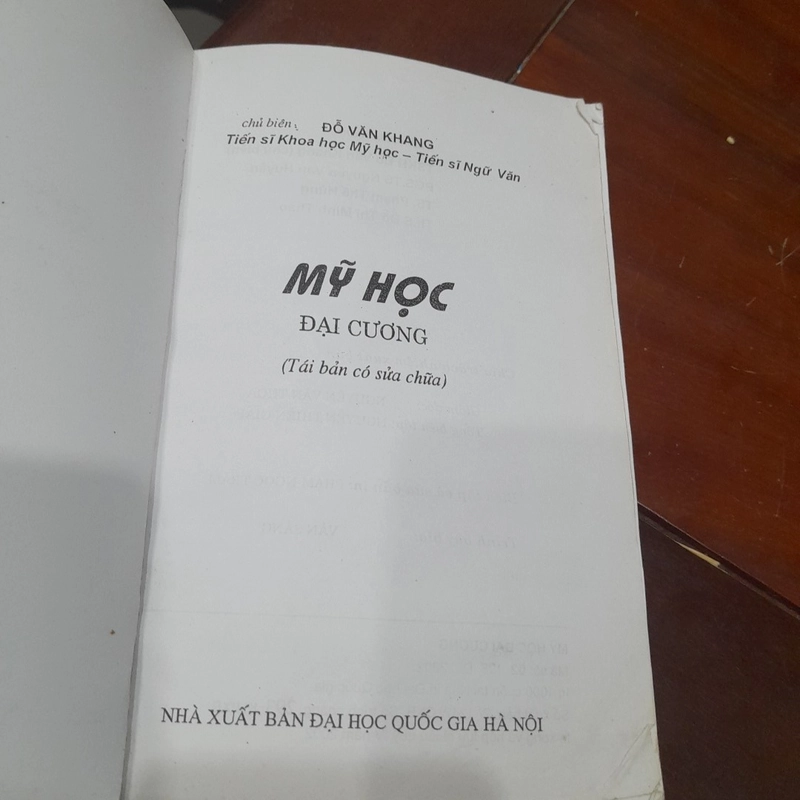 chủ biên: ĐỖ VĂN KHANG
Tiến sĩ Khoa học Mỹ học – Tiến sĩ Ngữ Văn
MỸ HỌC
ĐẠI CƯƠNG
(Tái bản có sửa chữa)
NHÀ XUẤT BẢN ĐẠI HỌC QUỐC GIA HÀ NỘI